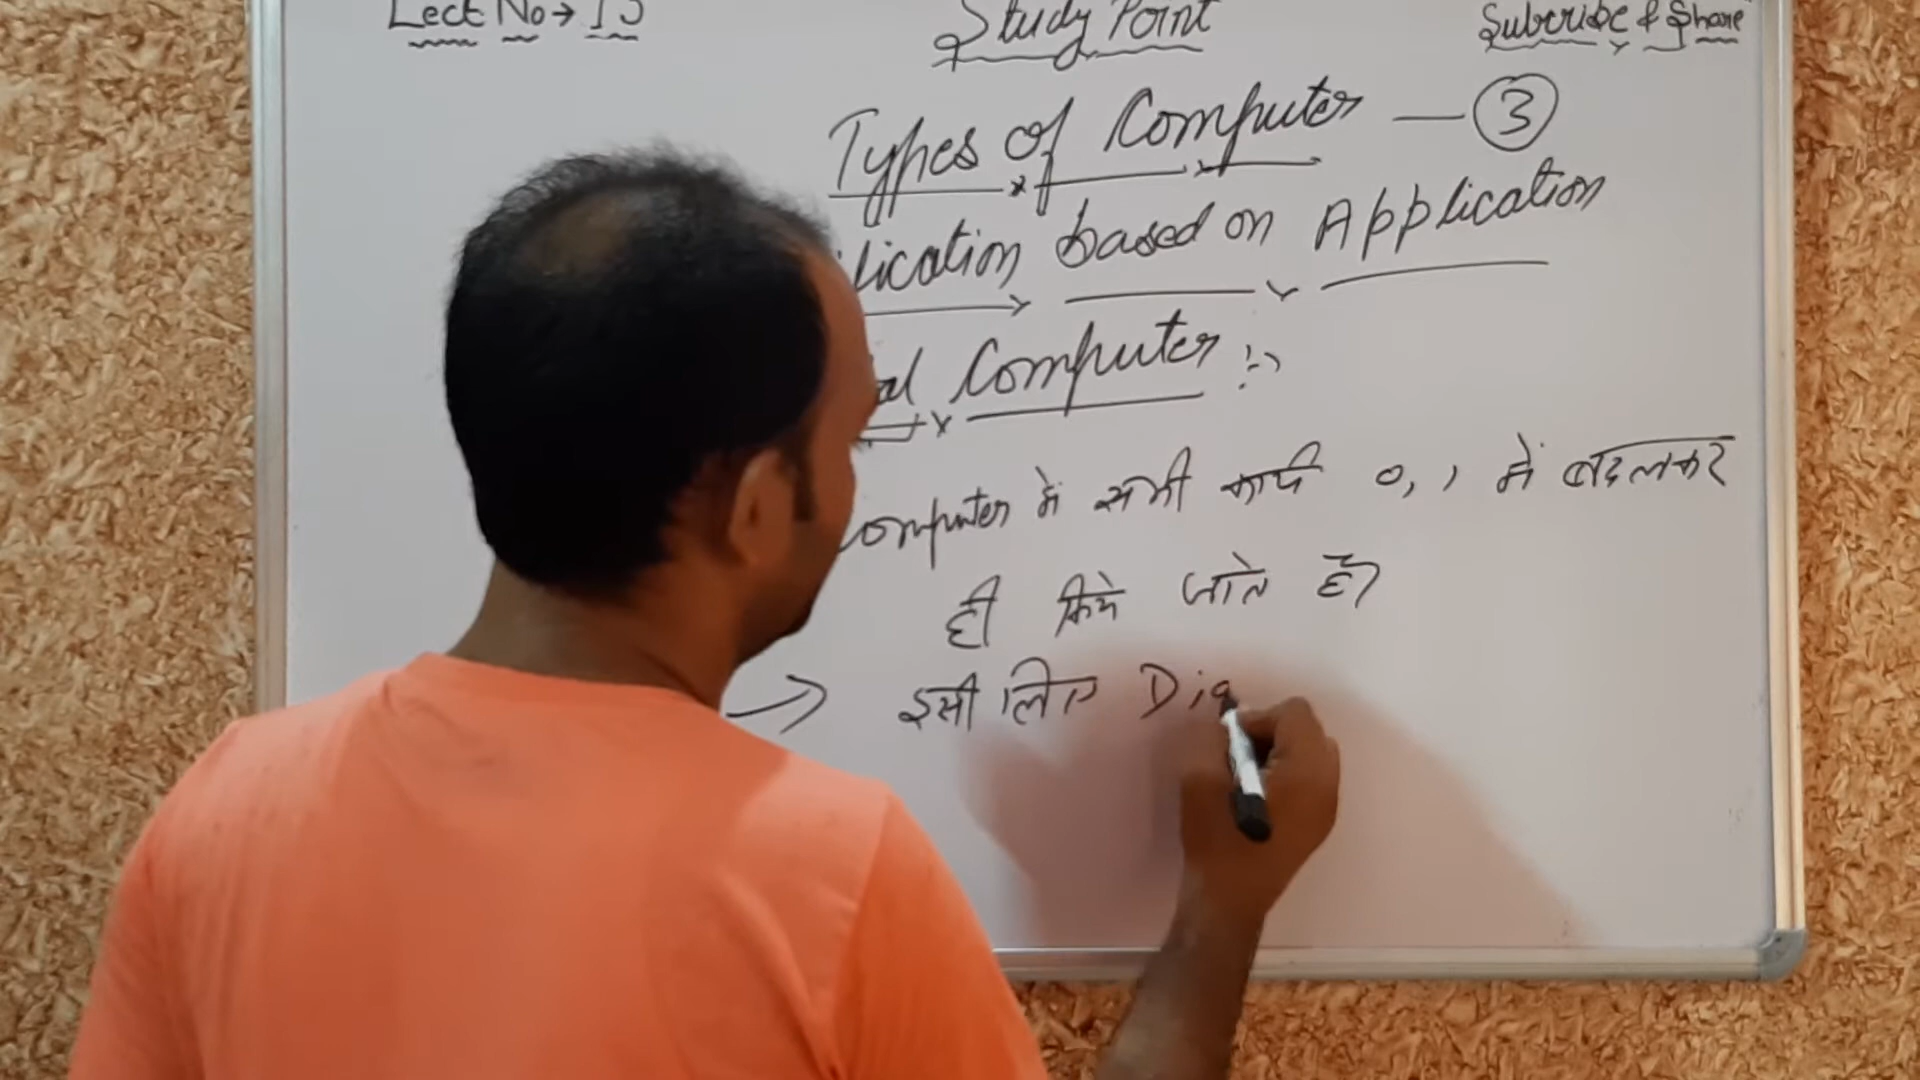 Lect No → 13
Study Point
Subcribe & Share
Types of Computer — 3
lication based on Application
al Computer :-
omputer मे सभी कार्य 0, 1 मे बदलकर
ही किये जाते है
→ इसी लिए Dig